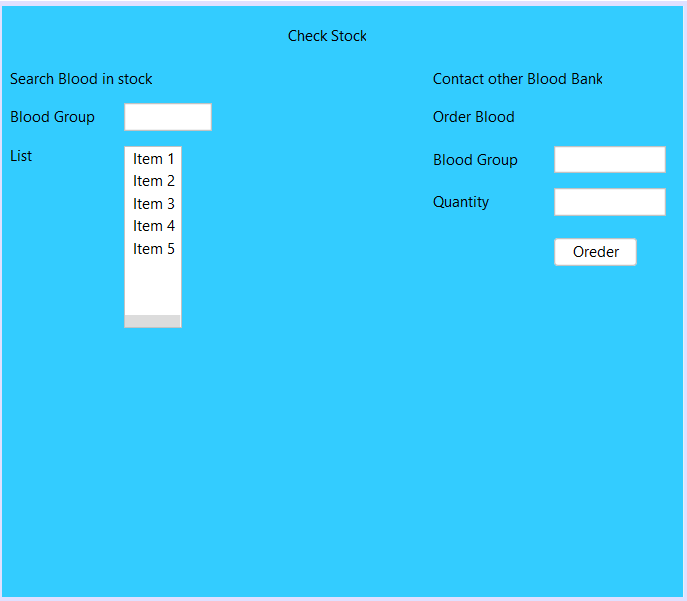 Check Stock
Search Blood in stock
Blood Group
List
Item 1
Item 2
Item 3
Item 4
Item 5
Contact other Blood Bank
Order Blood
Blood Group
Quantity
Oreder